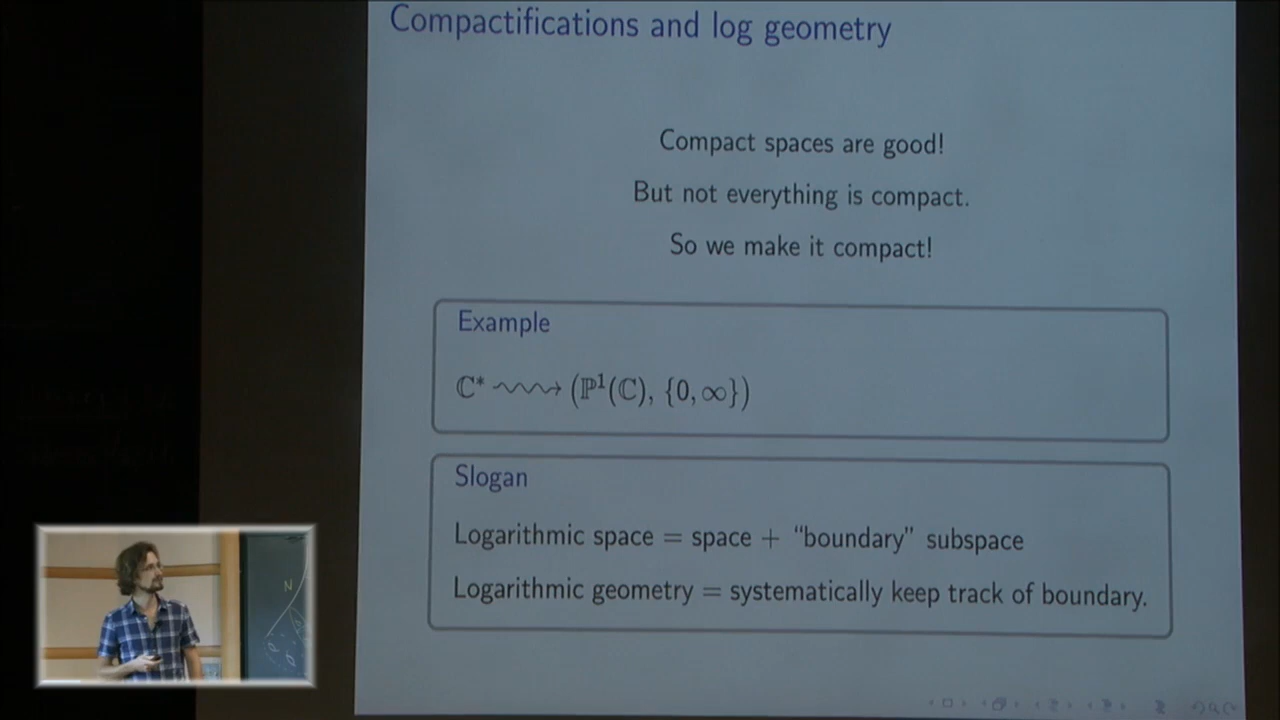 Compactifications and log geometry
Compact spaces are good!
But not everything is compact.
So we make it compact!
Example
ℂ* ⇝ (ℙ¹(ℂ), {0, ∞})
Slogan
Logarithmic space = space + “boundary” subspace
Logarithmic geometry = systematically keep track of boundary.
N